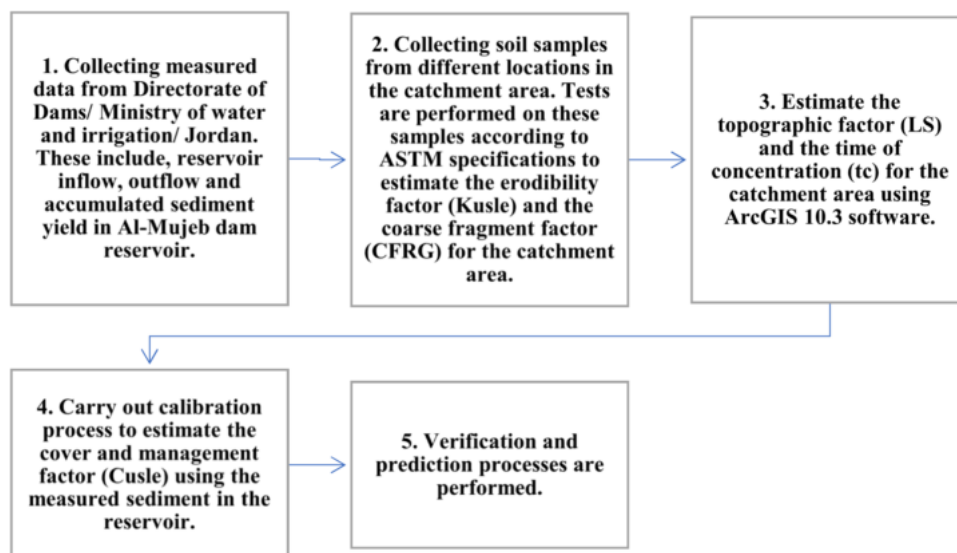 1. Collecting measured
data from Directorate of
Dams/ Ministry of water
and irrigation/ Jordan.
These include, reservoir
inflow, outflow and
accumulated sediment
yield in Al-Mujeb dam
reservoir.
2. Collecting soil samples
from different locations in
the catchment area. Tests
are performed on these
samples according to
ASTM specifications to
estimate the erodibility
factor (Kusle) and the
coarse fragment factor
(CFRG) for the catchment
area.
3. Estimate the
topographic factor (LS)
and the time of
concentration (tc) for the
catchment area using
ArcGIS 10.3 software.
4. Carry out calibration
process to estimate the
cover and management
factor (Cusle) using the
measured sediment in the
reservoir.
5. Verification and
prediction processes are
performed.